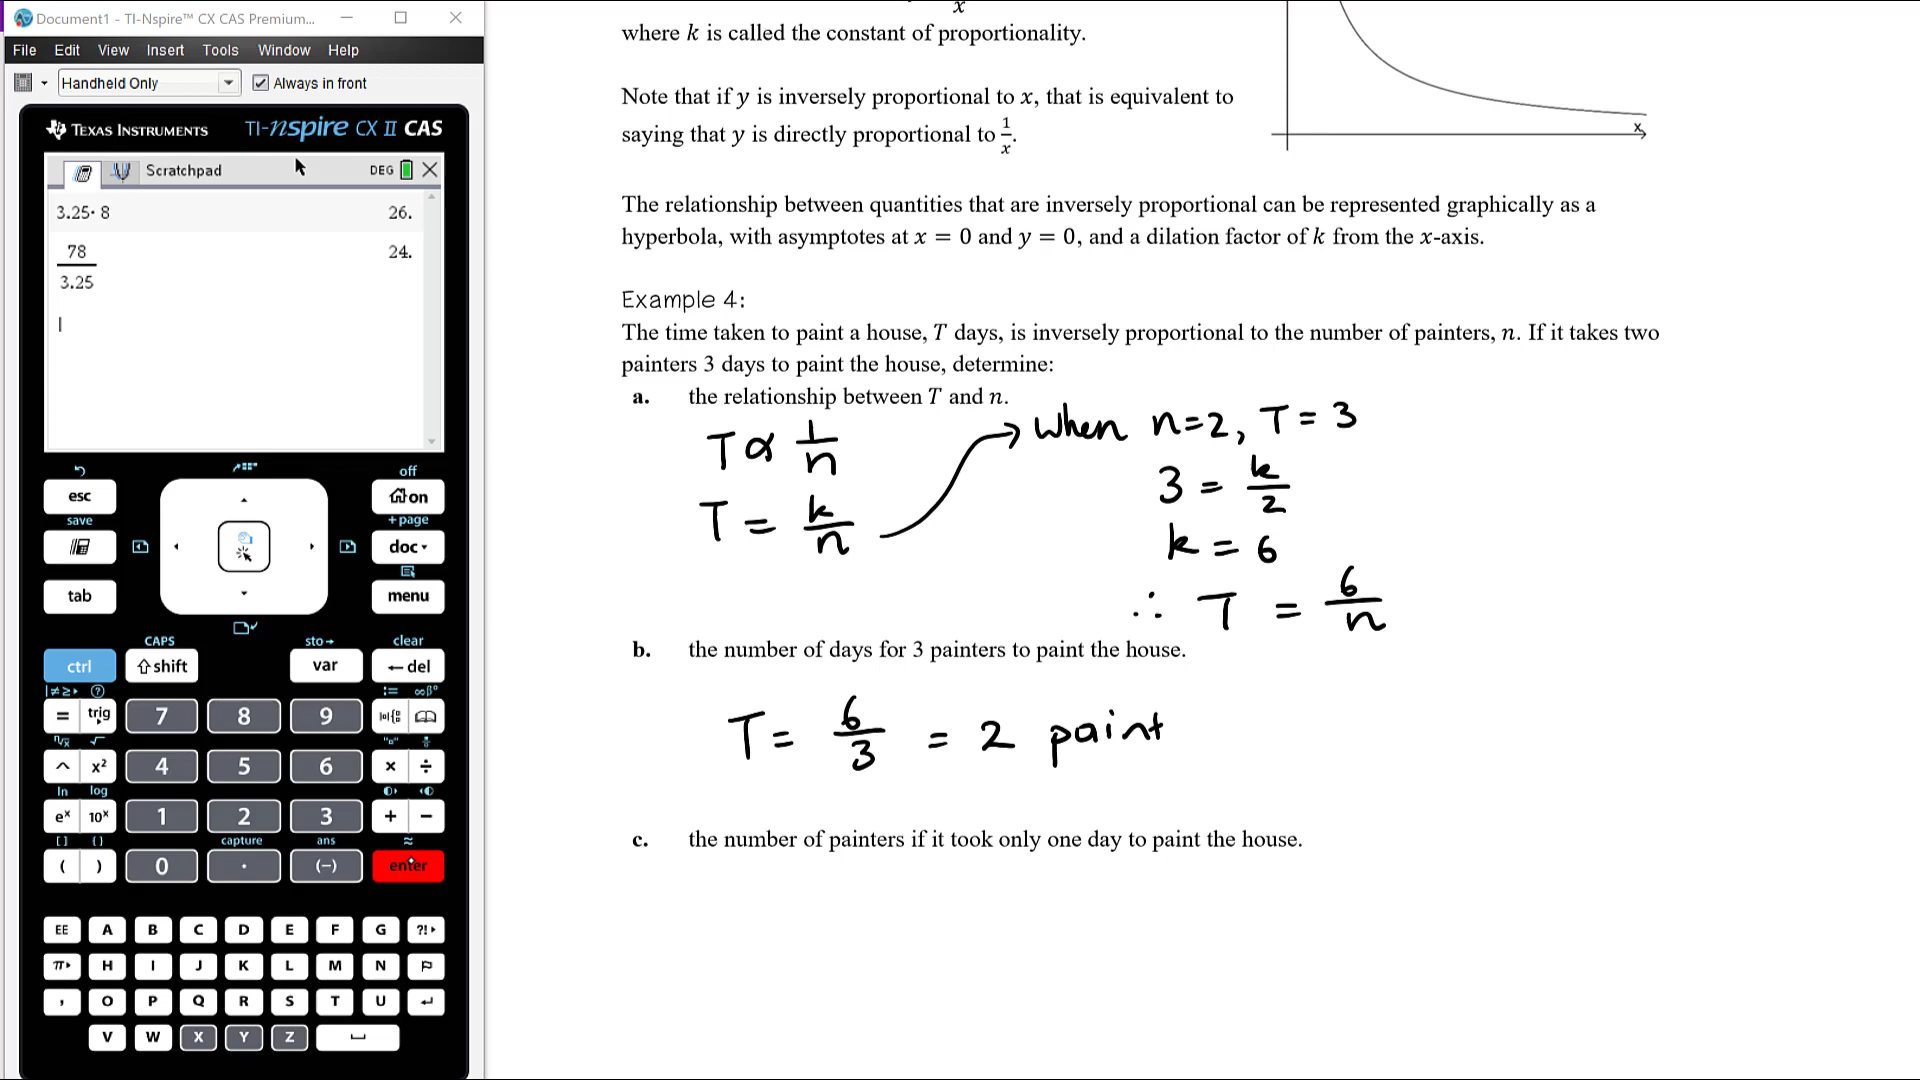 Document1 - TI-Nspire™ CX CAS Premium...
File Edit View Insert Tools Window Help
Handheld Only Always in front
TEXAS INSTRUMENTS TI-nspire CX II CAS
Scratchpad DEG
3.25·8 26.
78/3.25 24.
off
esc on
save +page
doc
tab menu
CAPS sto→ clear
ctrl shift var ←del
= trig 7 8 9
^ x² 4 5 6 × ÷
ln log
eˣ 10ˣ 1 2 3 + −
[ ] { } capture ans ≈
( ) 0 . (−) enter
EE A B C D E F G ?!▸
π▸ H I J K L M N
, O P Q R S T U
V W X Y Z
x
where k is called the constant of proportionality.
Note that if y is inversely proportional to x, that is equivalent to
saying that y is directly proportional to 1/x.
x
The relationship between quantities that are inversely proportional can be represented graphically as a
hyperbola, with asymptotes at x = 0 and y = 0, and a dilation factor of k from the x-axis.
Example 4:
The time taken to paint a house, T days, is inversely proportional to the number of painters, n. If it takes two
painters 3 days to paint the house, determine:
a. the relationship between T and n.
T ∝ 1/n
T = k/n
When n=2, T = 3
3 = k/2
k = 6
∴ T = 6/n
b. the number of days for 3 painters to paint the house.
T = 6/3 = 2 paint
c. the number of painters if it took only one day to paint the house.